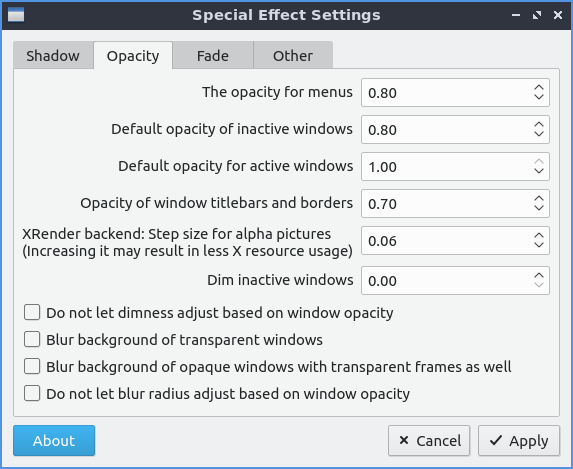 Special Effect Settings
Shadow Opacity Fade Other
The opacity for menus 0.80
Default opacity of inactive windows 0.80
Default opacity for active windows 1.00
Opacity of window titlebars and borders 0.70
XRender backend: Step size for alpha pictures
(Increasing it may result in less X resource usage) 0.06
Dim inactive windows 0.00
Do not let dimness adjust based on window opacity
Blur background of transparent windows
Blur background of opaque windows with transparent frames as well
Do not let blur radius adjust based on window opacity
About Cancel Apply